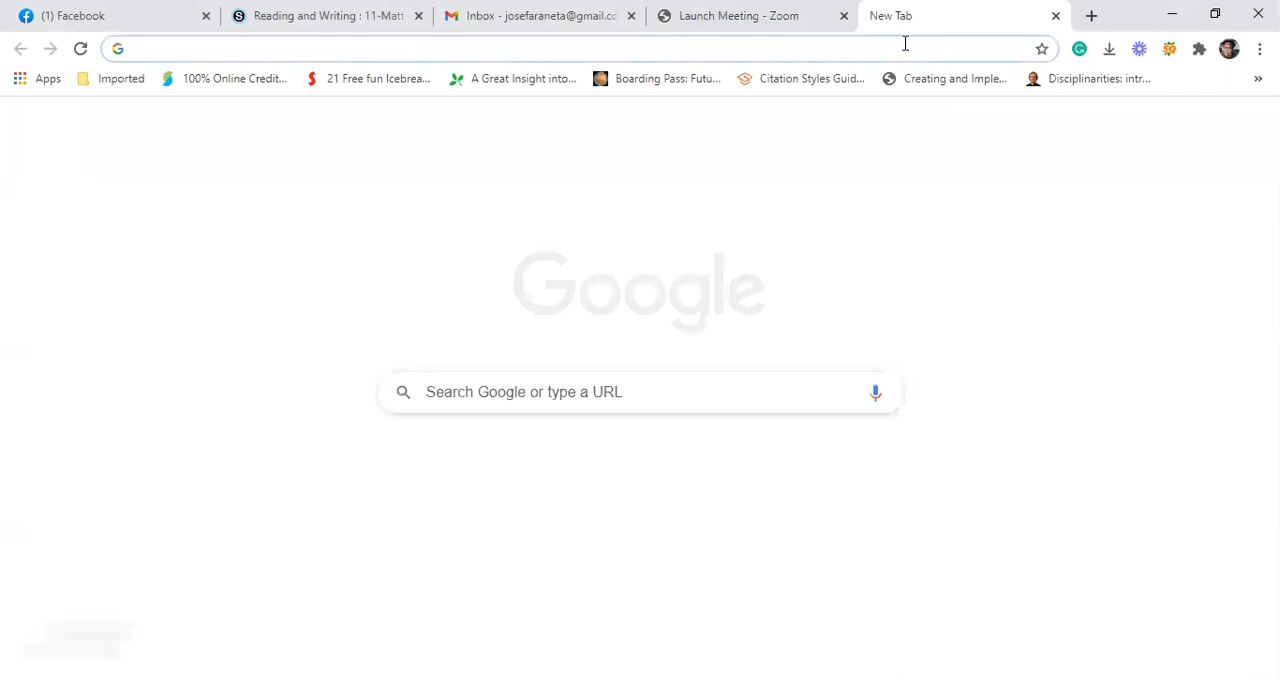 (1) Facebook
Reading and Writing : 11-Matt
Inbox - josefaraneta@gmail.cc
Launch Meeting - Zoom
New Tab
Apps
Imported
100% Online Credit...
21 Free fun Icebrea...
A Great Insight into...
Boarding Pass: Futu...
Citation Styles Guid...
Creating and Imple...
Disciplinarities: intr...
Google
Search Google or type a URL